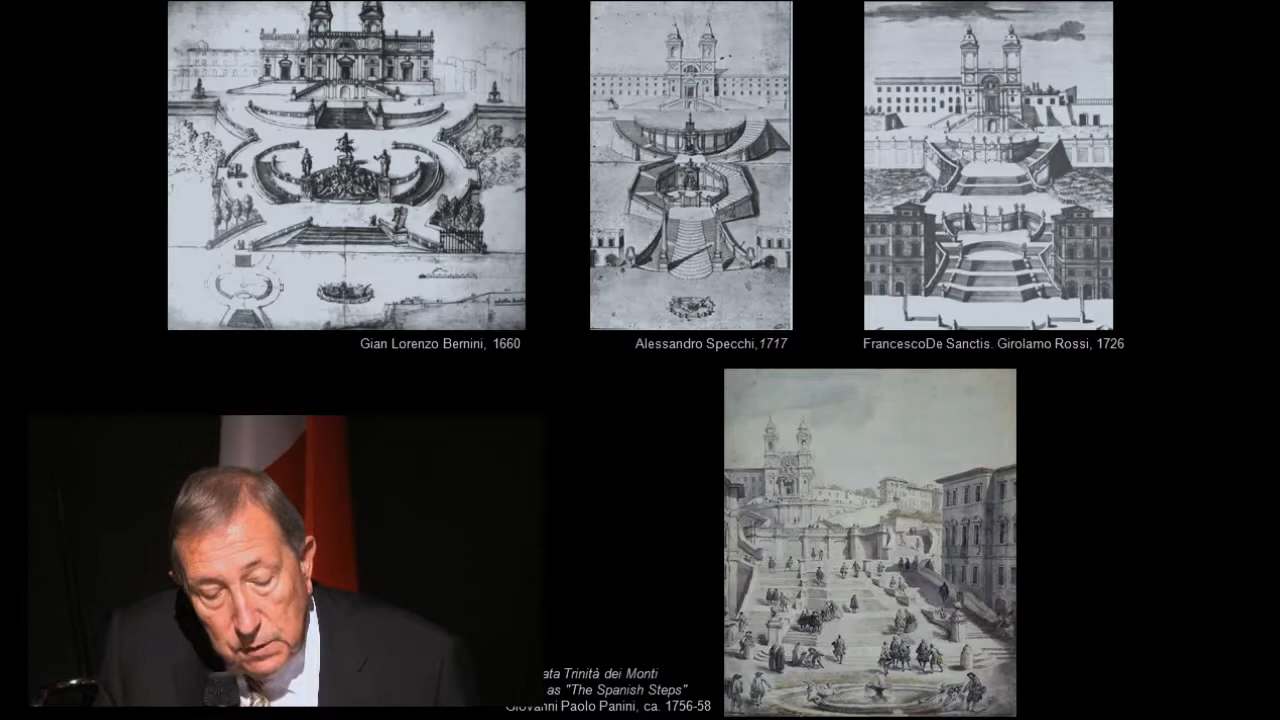 Gian Lorenzo Bernini, 1660
Alessandro Specchi,1717
FrancescoDe Sanctis. Girolamo Rossi, 1726
Trinità dei Monti
as "The Spanish Steps"
Giovanni Paolo Panini, ca. 1756-58